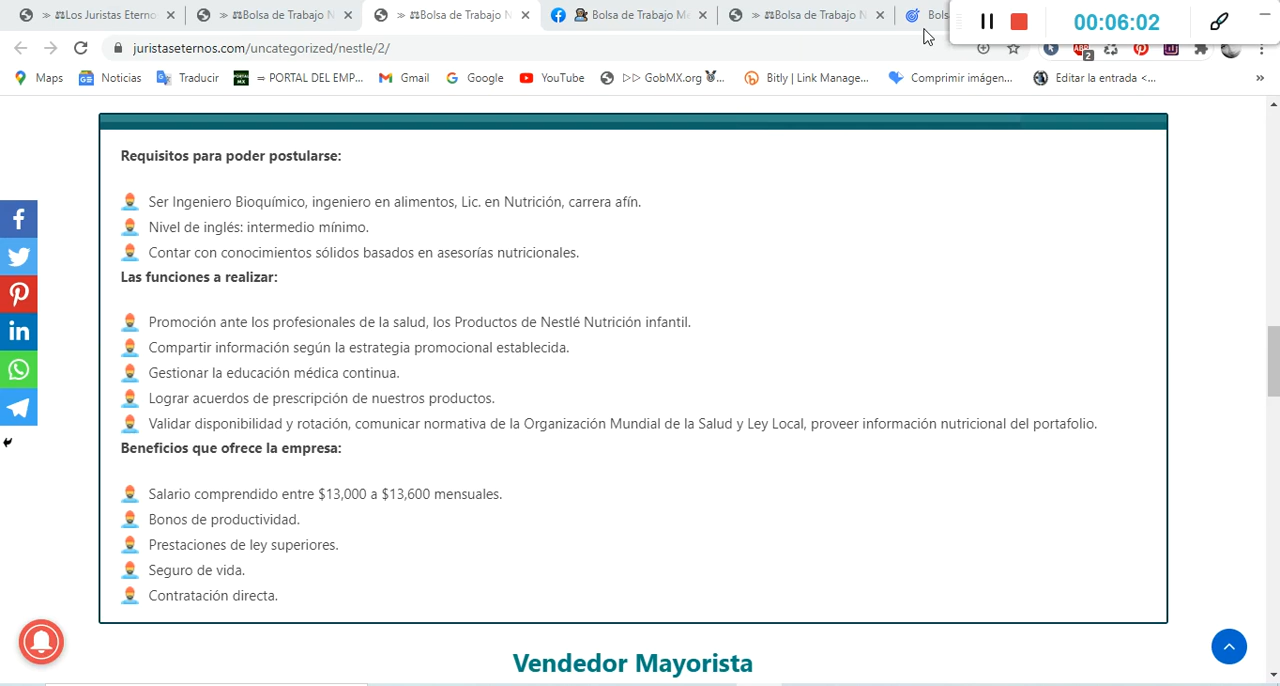 » ⚖Los Juristas Eterno
» ⚖Bolsa de Trabajo N
» ⚖Bolsa de Trabajo N
Bolsa de Trabajo Me
» ⚖Bolsa de Trabajo N
Bols
00:06:02
juristaseternos.com/uncategorized/nestle/2/
ABP
2
Maps
Noticias
Traducir
PORTAL MX
⇒ PORTAL DEL EMP...
Gmail
Google
YouTube
▷▷ GobMX.org 🏅...
Bitly | Link Manage...
Comprimir imágen...
Editar la entrada <...
»
Requisitos para poder postularse:
Ser Ingeniero Bioquímico, ingeniero en alimentos, Lic. en Nutrición, carrera afín.
Nivel de inglés: intermedio mínimo.
Contar con conocimientos sólidos basados en asesorías nutricionales.
Las funciones a realizar:
Promoción ante los profesionales de la salud, los Productos de Nestlé Nutrición infantil.
Compartir información según la estrategia promocional establecida.
Gestionar la educación médica continua.
Lograr acuerdos de prescripción de nuestros productos.
Validar disponibilidad y rotación, comunicar normativa de la Organización Mundial de la Salud y Ley Local, proveer información nutricional del portafolio.
Beneficios que ofrece la empresa:
Salario comprendido entre $13,000 a $13,600 mensuales.
Bonos de productividad.
Prestaciones de ley superiores.
Seguro de vida.
Contratación directa.
Vendedor Mayorista